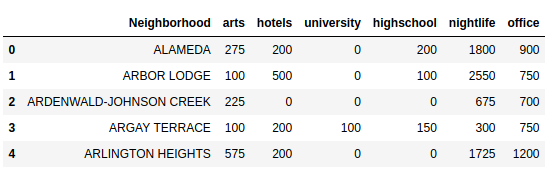 Neighborhood arts hotels university highschool nightlife office
0 ALAMEDA 275 200 0 200 1800 900
1 ARBOR LODGE 100 500 0 100 2550 750
2 ARDENWALD-JOHNSON CREEK 225 0 0 0 675 700
3 ARGAY TERRACE 100 200 100 150 300 750
4 ARLINGTON HEIGHTS 575 200 0 0 1725 1200